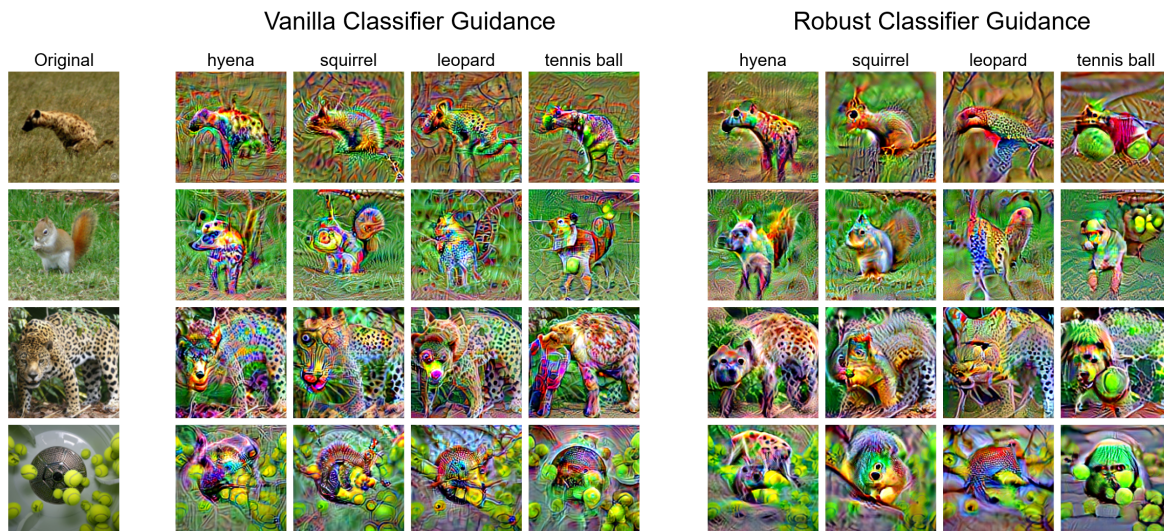 Vanilla Classifier Guidance
Robust Classifier Guidance
Original
hyena
squirrel
leopard
tennis ball
hyena
squirrel
leopard
tennis ball